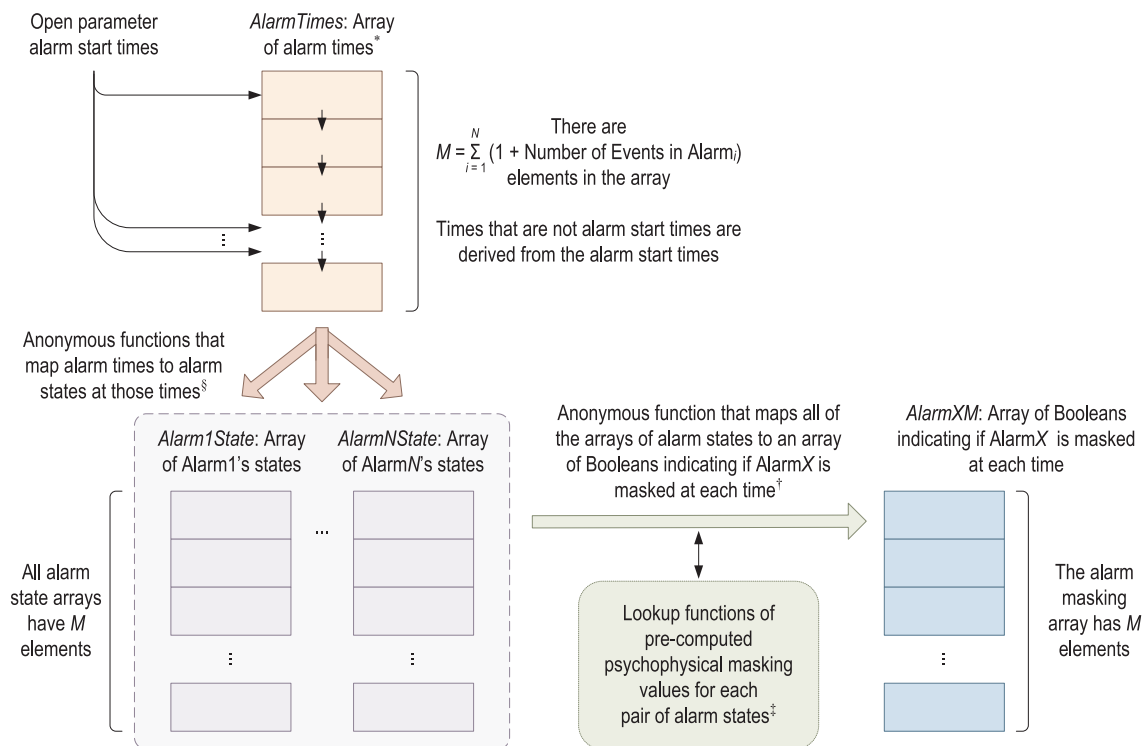 Open parameter
alarm start times
AlarmTimes: Array
of alarm times*
There are
M = Σ_{i = 1}^{N} (1 + Number of Events in Alarm_i)
elements in the array
Times that are not alarm start times are
derived from the alarm start times
⋮
⋮
Anonymous functions that
map alarm times to alarm
states at those times§
Alarm1State: Array
of Alarm1's states
AlarmNState: Array
of AlarmN's states
...
⋮
⋮
All alarm
state arrays
have M
elements
Anonymous function that maps all of
the arrays of alarm states to an array
of Booleans indicating if AlarmX is
masked at each time†
Lookup functions of
pre-computed
psychophysical masking
values for each
pair of alarm states‡
AlarmXM: Array of Booleans
indicating if AlarmX is masked
at each time
⋮
The alarm
masking
array has M
elements